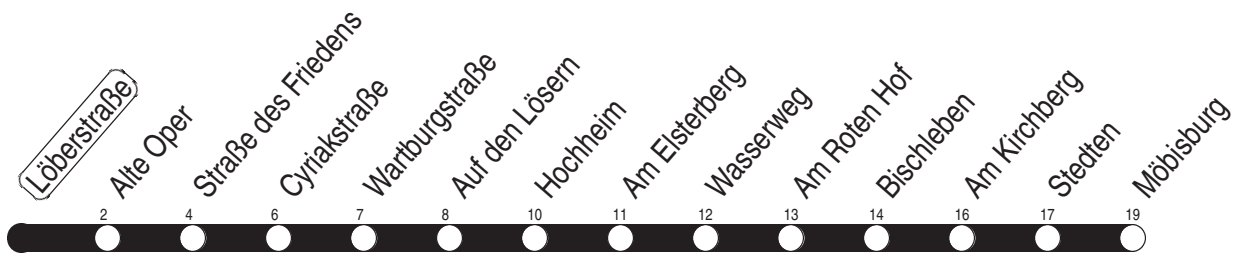 Löberstraße
Alte Oper
Straße des Friedens
Cyriakstraße
Wartburgstraße
Auf den Lösern
Hochheim
Am Elsterberg
Wasserweg
Am Roten Hof
Bischleben
Am Kirchberg
Stedten
Möbisburg
2 4 6 7 8 10 11 12 13 14 16 17 19